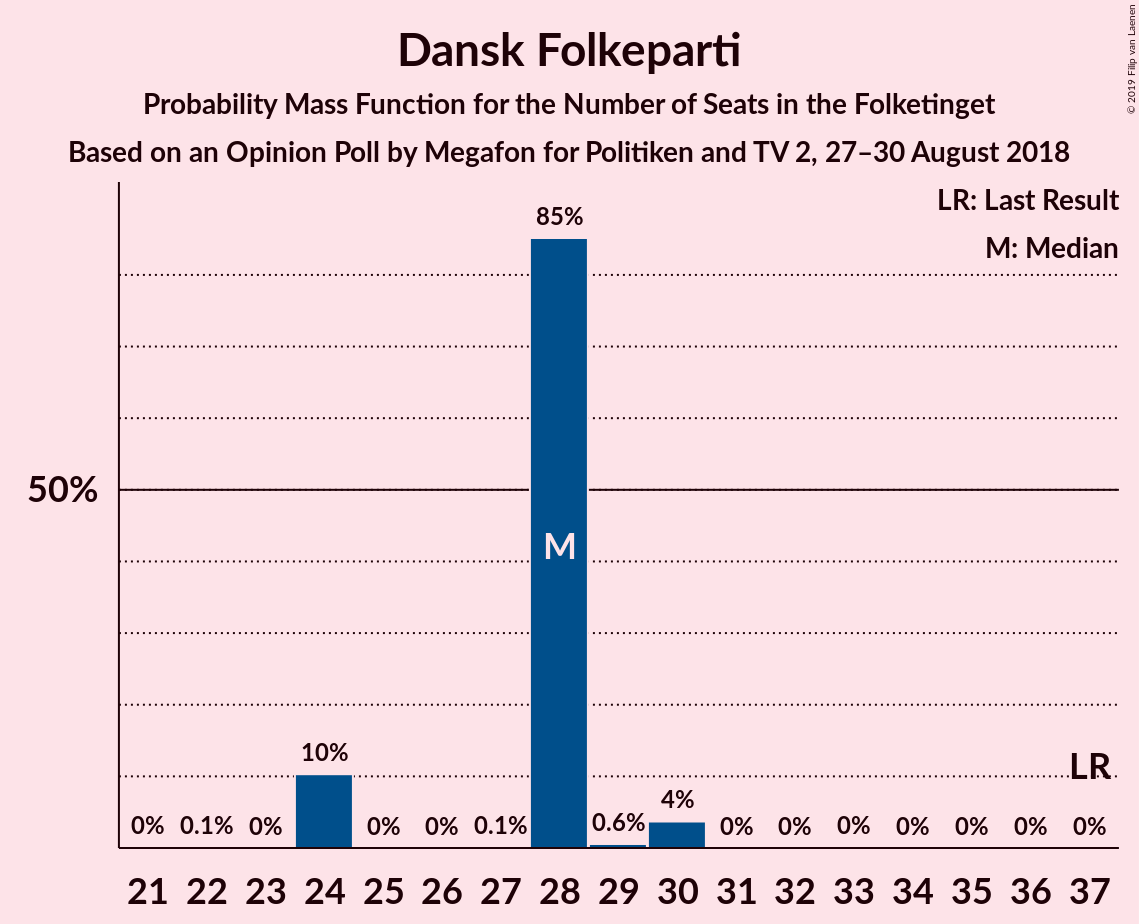 Dansk Folkeparti
Probability Mass Function for the Number of Seats in the Folketinget
Based on an Opinion Poll by Megafon for Politiken and TV 2, 27–30 August 2018
© 2019 Filip van Laenen
LR: Last Result
M: Median
85%
50%
M
10%
LR
4%
0% 0.1% 0% 0% 0% 0.1% 0.6% 0% 0% 0% 0% 0% 0% 0%
21 22 23 24 25 26 27 28 29 30 31 32 33 34 35 36 37